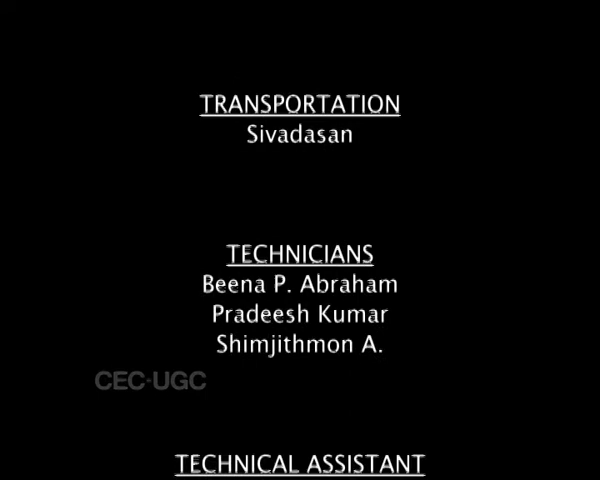 TRANSPORTATION
Sivadasan
TECHNICIANS
Beena P. Abraham
Pradeesh Kumar
Shimjithmon A.
CEC-UGC
TECHNICAL ASSISTANT